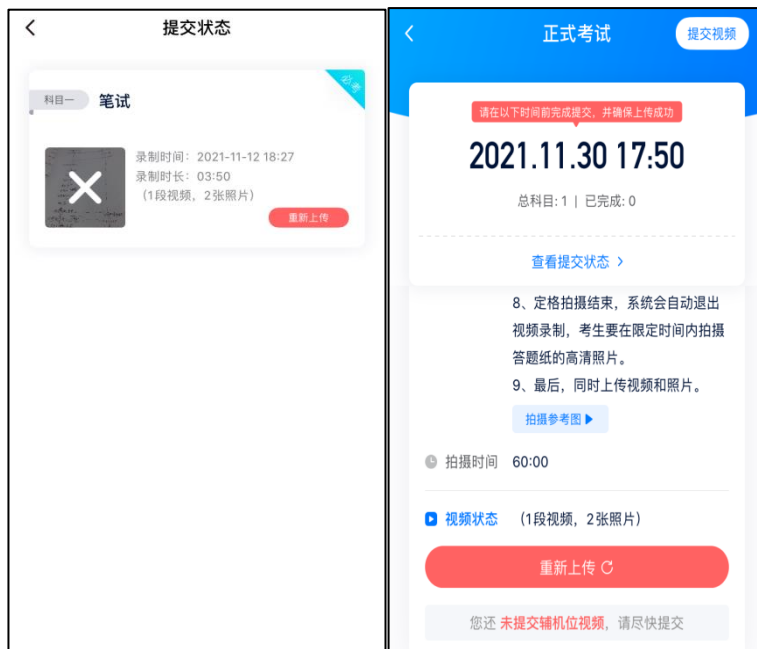 提交状态
必考
科目一
笔试
录制时间：2021-11-12 18:27
录制时长：03:50
（1段视频，2张照片）
重新上传
正式考试
提交视频
请在以下时间前完成提交，并确保上传成功
2021.11.30 17:50
总科目: 1 | 已完成: 0
查看提交状态 >
8、定格拍摄结束，系统会自动退出
视频录制，考生要在限定时间内拍摄
答题纸的高清照片。
9、最后，同时上传视频和照片。
拍摄参考图
拍摄时间 60:00
视频状态 （1段视频，2张照片）
重新上传
您还 未提交辅机位视频，请尽快提交